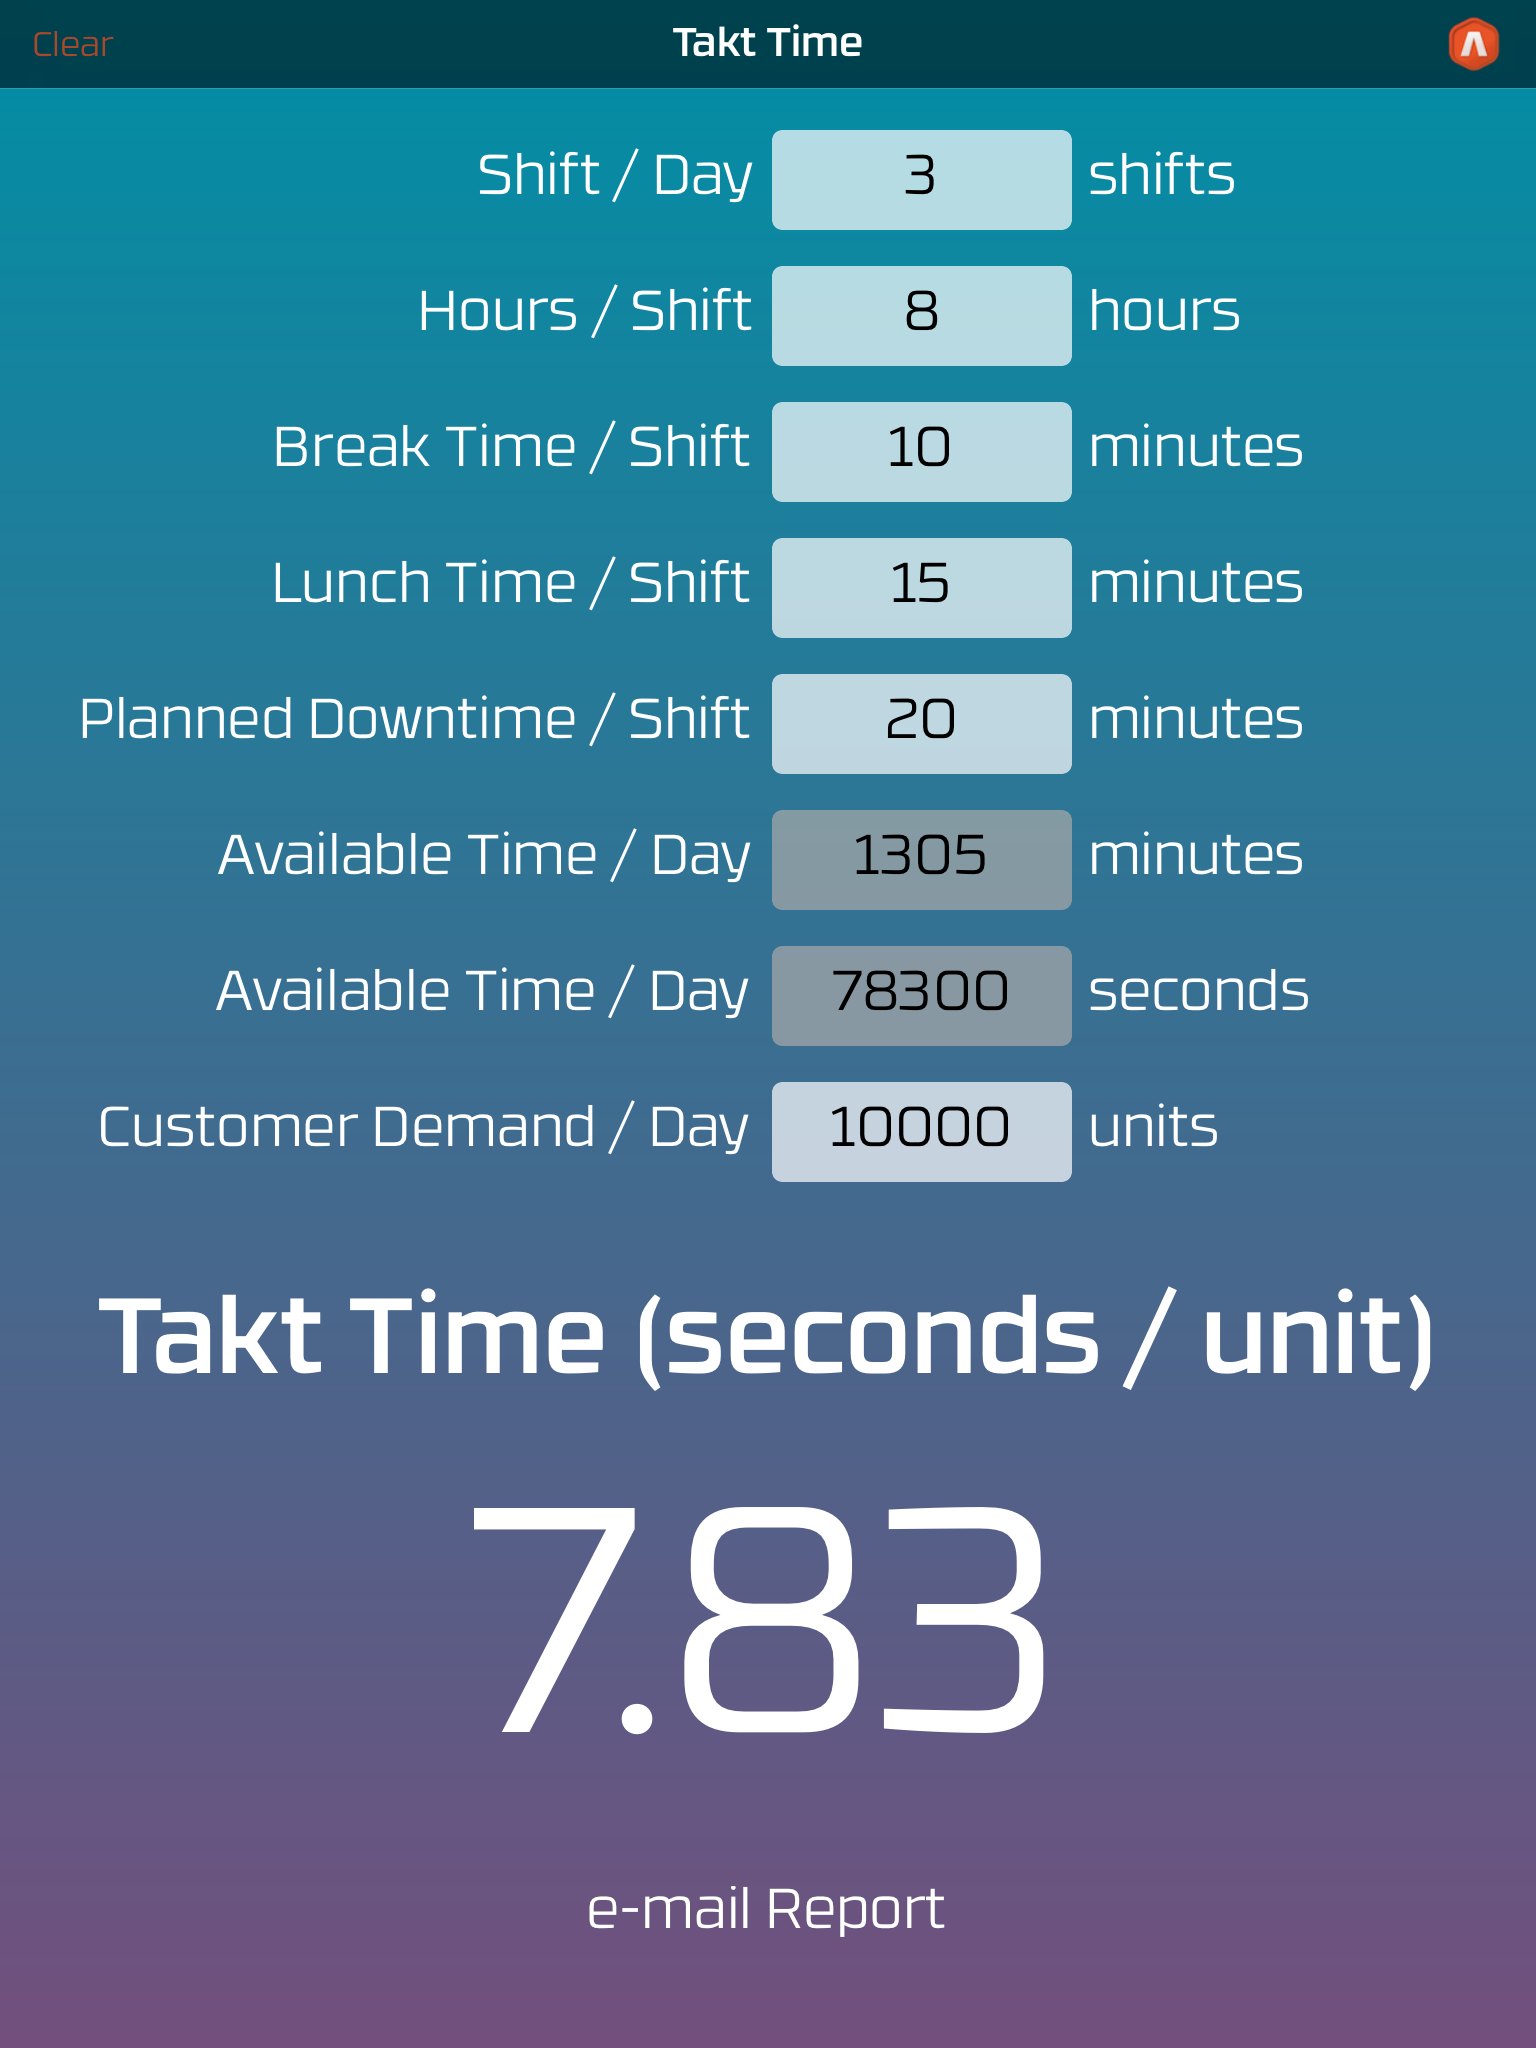 Clear Takt Time
Shift / Day 3 shifts
Hours / Shift 8 hours
Break Time / Shift 10 minutes
Lunch Time / Shift 15 minutes
Planned Downtime / Shift 20 minutes
Available Time / Day 1305 minutes
Available Time / Day 78300 seconds
Customer Demand / Day 10000 units
Takt Time (seconds / unit)
7.83
e-mail Report